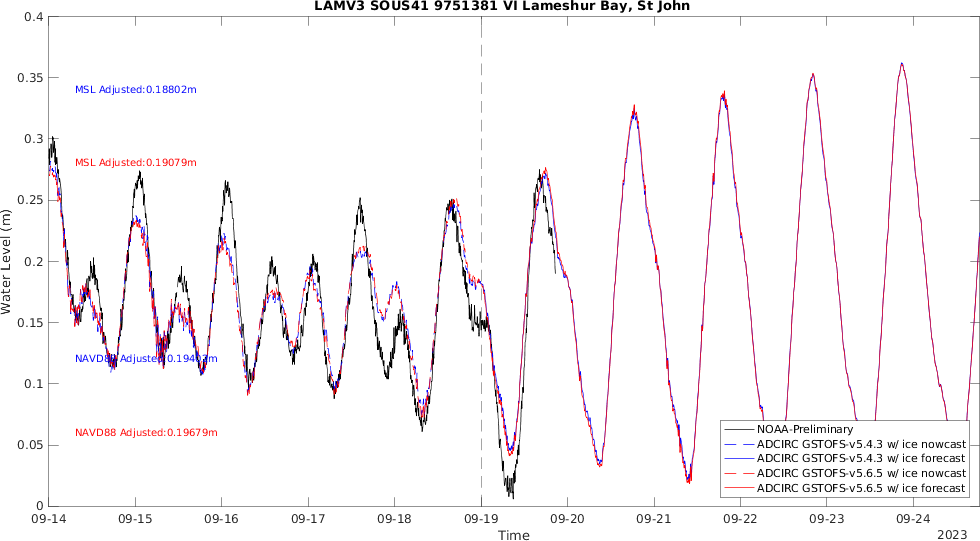 LAMV3 SOUS41 9751381 VI Lameshur Bay, St John
0.4
0.35
0.3
0.25
0.2
0.15
0.1
0.05
0
Water Level (m)
MSL Adjusted:0.18802m
MSL Adjusted:0.19079m
NAVD88 Adjusted:0.19402m
NAVD88 Adjusted:0.19679m
NOAA-Preliminary
ADCIRC GSTOFS-v5.4.3 w/ ice nowcast
ADCIRC GSTOFS-v5.4.3 w/ ice forecast
ADCIRC GSTOFS-v5.6.5 w/ ice nowcast
ADCIRC GSTOFS-v5.6.5 w/ ice forecast
09-14 09-15 09-16 09-17 09-18 09-19 09-20 09-21 09-22 09-23 09-24
Time
2023